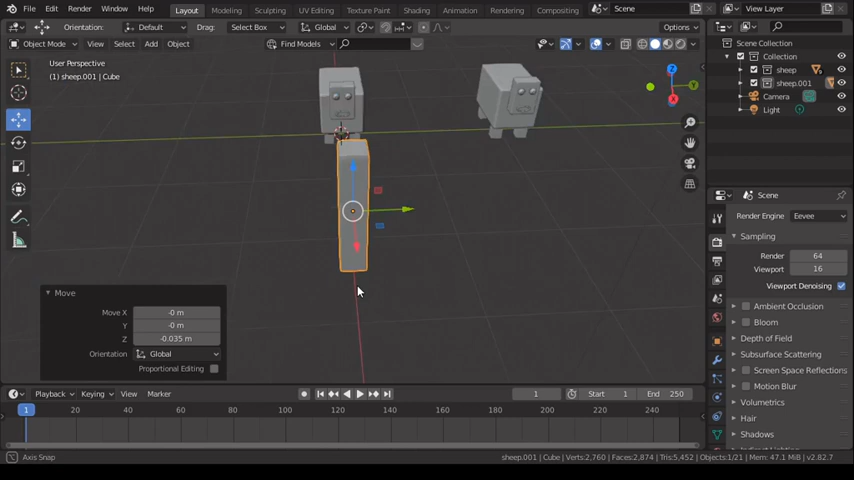 File Edit Render Window Help Layout Modeling Sculpting UV Editing Texture Paint Shading Animation Rendering Compositing Scene View Layer
Orientation: Default Drag: Select Box Global Options
Object Mode View Select Add Object Find Models
User Perspective
(1) sheep.001 | Cube
Z
Y
X
Scene Collection
Collection
sheep
sheep.001
Camera
Light
Scene
Render Engine Eevee
Sampling
Render 64
Viewport 16
Viewport Denoising
Ambient Occlusion
Bloom
Depth of Field
Subsurface Scattering
Screen Space Reflections
Motion Blur
Volumetrics
Hair
Shadows
Move
Move X -0 m
Y -0 m
Z -0.035 m
Orientation Global
Proportional Editing
Playback Keying View Marker 1 Start 1 End 250
1 20 40 60 80 100 120 140 160 180 200 220 240
Axis Snap sheep.001 | Cube | Verts:2,760 | Faces:2,874 | Tris:5,452 | Objects:1/21 | Mem: 47.1 MiB | v2.82.7